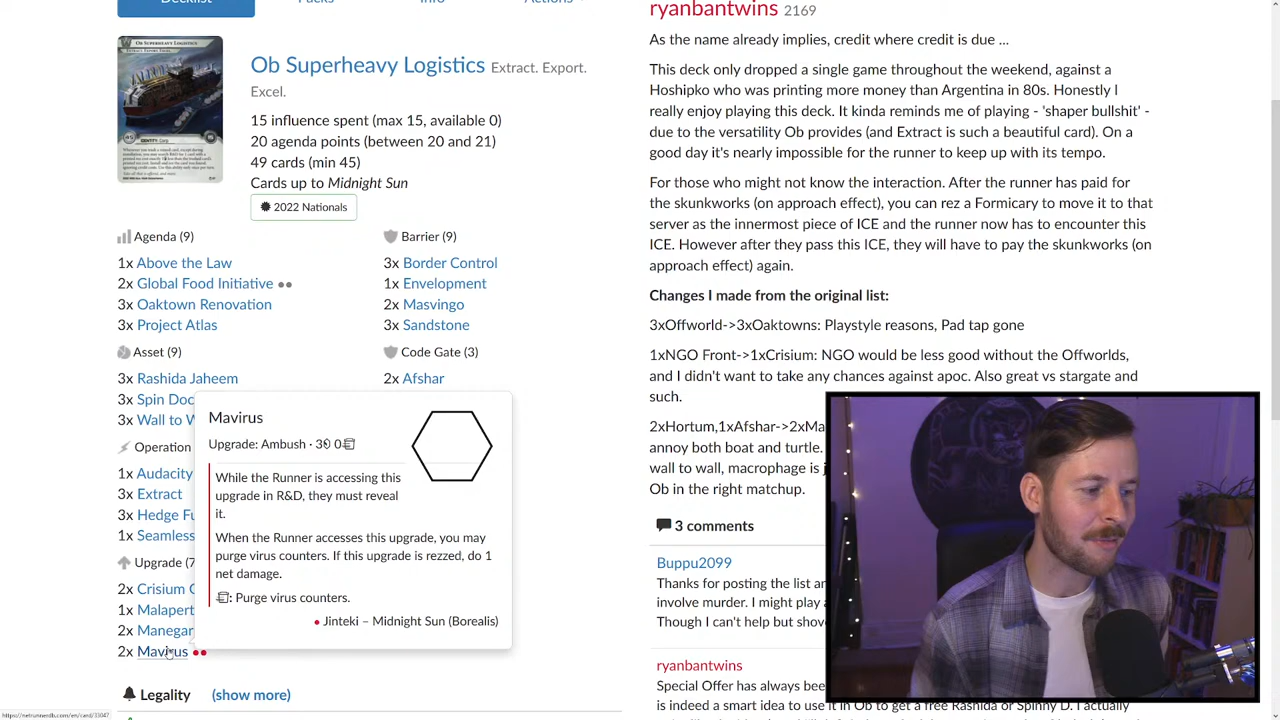 Decklist Packs Info Actions
Ob Superheavy Logistics Extract. Export.
Excel.
15 influence spent (max 15, available 0)
20 agenda points (between 20 and 21)
49 cards (min 45)
Cards up to Midnight Sun
2022 Nationals
Agenda (9)
1x Above the Law
2x Global Food Initiative ●●
3x Oaktown Renovation
3x Project Atlas
Asset (9)
3x Rashida Jaheem
3x Spin Doc
3x Wall to W
Operation
1x Audacity
3x Extract
3x Hedge Fu
1x Seamless
Upgrade (7
2x Crisium G
1x Malapert
2x Manegar
2x Mavirus ●●
Barrier (9)
3x Border Control
1x Envelopment
2x Masvingo
3x Sandstone
Code Gate (3)
2x Afshar
Mavirus
Upgrade: Ambush · 3 0
While the Runner is accessing this
upgrade in R&D, they must reveal
it.
When the Runner accesses this upgrade, you may
purge virus counters. If this upgrade is rezzed, do 1
net damage.
: Purge virus counters.
● Jinteki – Midnight Sun (Borealis)
Legality (show more)
https://netrunnerdb.com/en/card/33047
ryanbantwins 2169
As the name already implies, credit where credit is due ...
This deck only dropped a single game throughout the weekend, against a
Hoshipko who was printing more money than Argentina in 80s. Honestly I
really enjoy playing this deck. It kinda reminds me of playing - 'shaper bullshit' -
due to the versatility Ob provides (and Extract is such a beautiful card). On a
good day it's nearly impossible for the runner to keep up with its tempo.
For those who might not know the interaction. After the runner has paid for
the skunkworks (on approach effect), you can rez a Formicary to move it to that
server as the innermost piece of ICE and the runner now has to encounter this
ICE. However after they pass this ICE, they will have to pay the skunkworks (on
approach effect) again.
Changes I made from the original list:
3xOffworld->3xOaktowns: Playstyle reasons, Pad tap gone
1xNGO Front->1xCrisium: NGO would be less good without the Offworlds,
and I didn't want to take any chances against apoc. Also great vs stargate and
such.
2xHortum,1xAfshar->2xMa
annoy both boat and turtle.
wall to wall, macrophage is j
Ob in the right matchup.
3 comments
Buppu2099
Thanks for posting the list an
involve murder. I might play a
Though I can't help but shov
ryanbantwins
Special Offer has always bee
is indeed a smart idea to use it in Ob to get a free Rashida or Spinny D. I actually